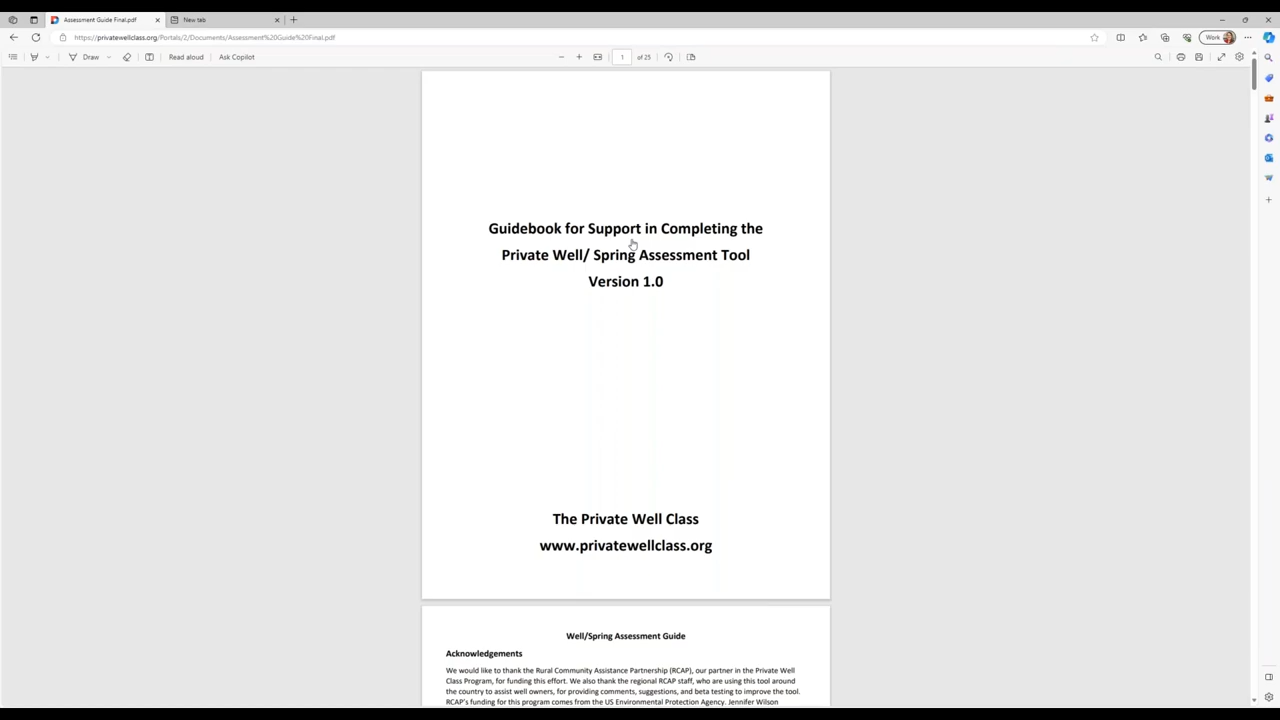 Assessment Guide Final.pdf
New tab
https://privatewellclass.org/Portals/2/Documents/Assessment%20Guide%20Final.pdf
Work
Draw
Read aloud
Ask Copilot
1 of 25
Guidebook for Support in Completing the
Private Well/ Spring Assessment Tool
Version 1.0
The Private Well Class
www.privatewellclass.org
Well/Spring Assessment Guide
Acknowledgements
We would like to thank the Rural Community Assistance Partnership (RCAP), our partner in the Private Well
Class Program, for funding this effort. We also thank the regional RCAP staff, who are using this tool around
the country to assist well owners, for providing comments, suggestions, and beta testing to improve the tool.
RCAP's funding for this program comes from the US Environmental Protection Agency. Jennifer Wilson